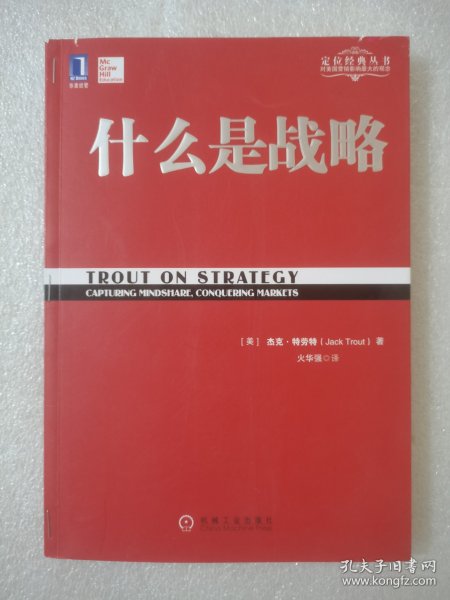 Mc
Graw
Hill
Education
华章经管
定位经典丛书
对美国营销影响最大的观念
什么是战略
TROUT ON STRATEGY
CAPTURING MINDSHARE, CONQUERING MARKETS
[美] 杰克·特劳特(Jack Trout) 著
火华强◎译
机械工业出版社
China Machine Press
孔夫子旧书网
www.kongfz.com